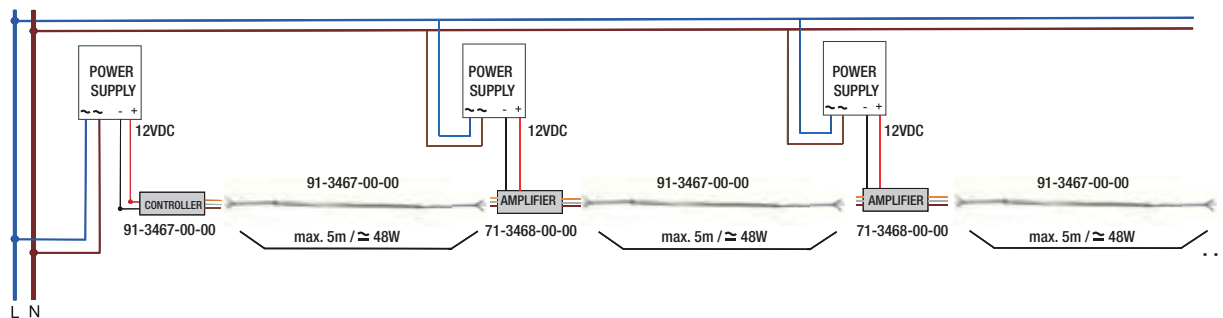 POWER
SUPPLY
~ ~ - +
12VDC
POWER
SUPPLY
~ ~ - +
12VDC
POWER
SUPPLY
~ ~ - +
12VDC
91-3467-00-00
91-3467-00-00
91-3467-00-00
CONTROLLER
AMPLIFIER
AMPLIFIER
91-3467-00-00
max. 5m / ≃ 48W
71-3468-00-00
max. 5m / ≃ 48W
71-3468-00-00
max. 5m / ≃ 48W
. .
L N